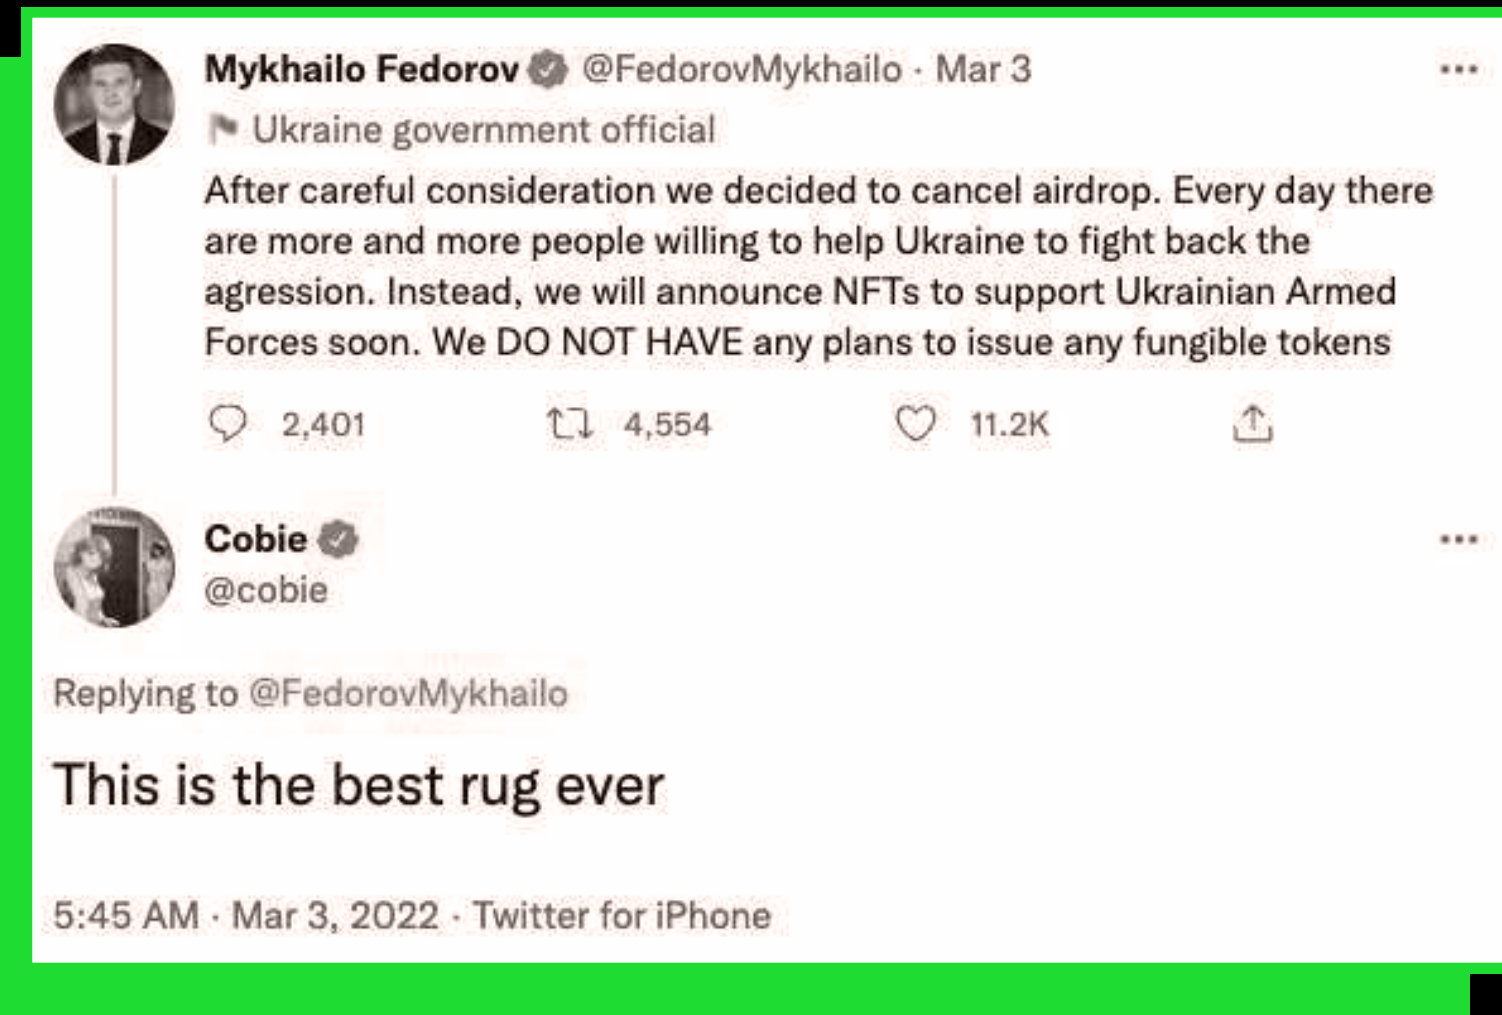 Mykhailo Fedorov @FedorovMykhailo · Mar 3
Ukraine government official
After careful consideration we decided to cancel airdrop. Every day there
are more and more people willing to help Ukraine to fight back the
agression. Instead, we will announce NFTs to support Ukrainian Armed
Forces soon. We DO NOT HAVE any plans to issue any fungible tokens
2,401 4,554 11.2K
Cobie
@cobie
Replying to @FedorovMykhailo
This is the best rug ever
5:45 AM · Mar 3, 2022 · Twitter for iPhone